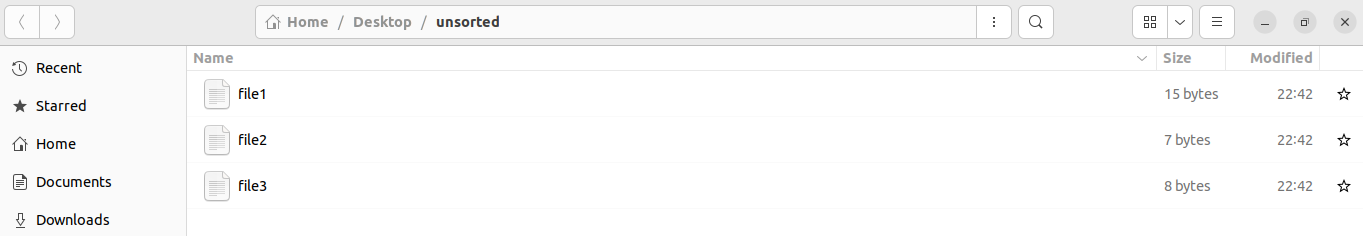 Home / Desktop / unsorted
Recent
Starred
Home
Documents
Downloads
Name Size Modified
file1 15 bytes 22:42
file2 7 bytes 22:42
file3 8 bytes 22:42